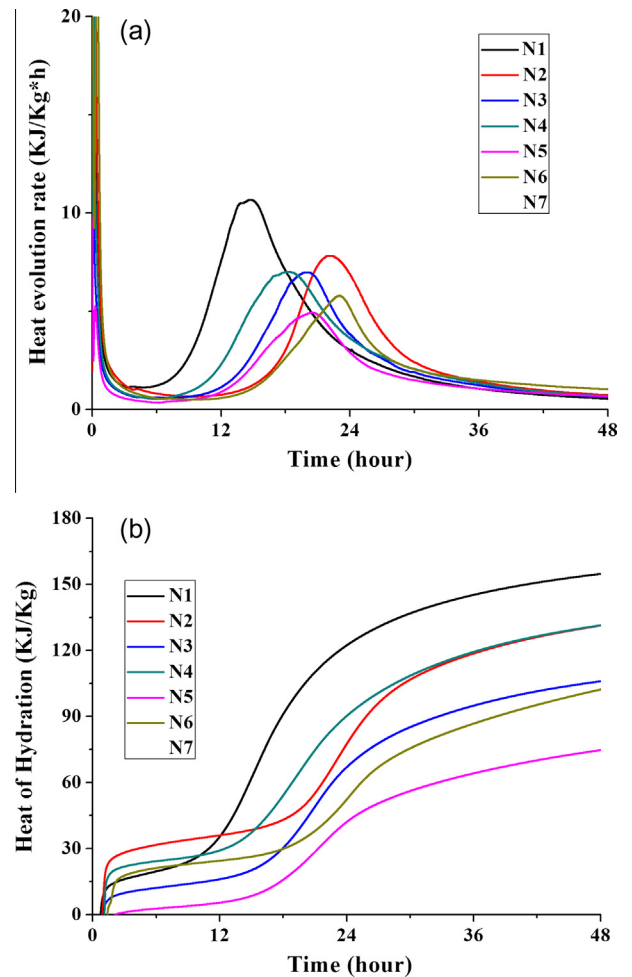 (a)
20
10
0
Heat evolution rate (KJ/Kg*h)
N1
N2
N3
N4
N5
N6
N7
0 12 24 36 48
Time (hour)
(b)
180
150
120
90
60
30
0
Heat of Hydration (KJ/Kg)
N1
N2
N3
N4
N5
N6
N7
0 12 24 36 48
Time (hour)